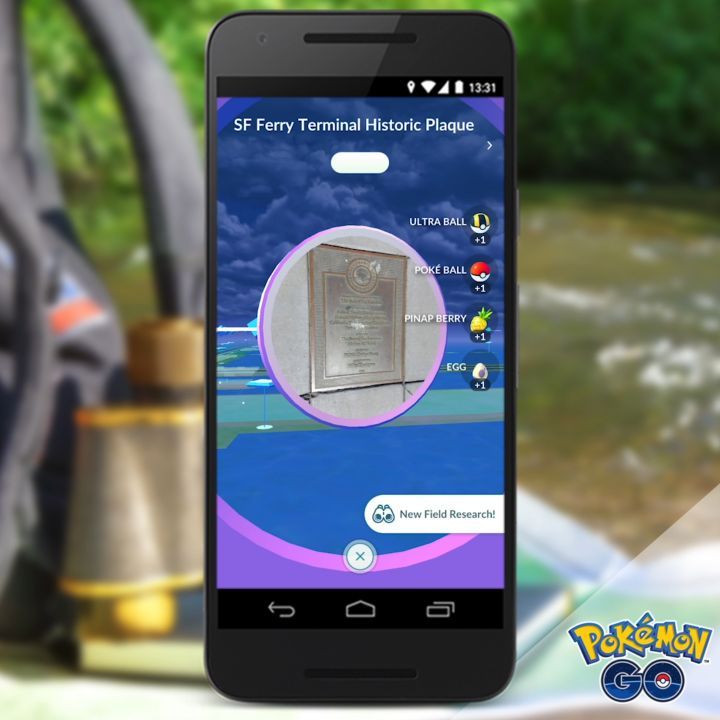 13:31
SF Ferry Terminal Historic Plaque
ULTRA BALL
+1
POKÉ BALL
+1
PINAP BERRY
+1
EGG
+1
New Field Research!
POKéMON
GO